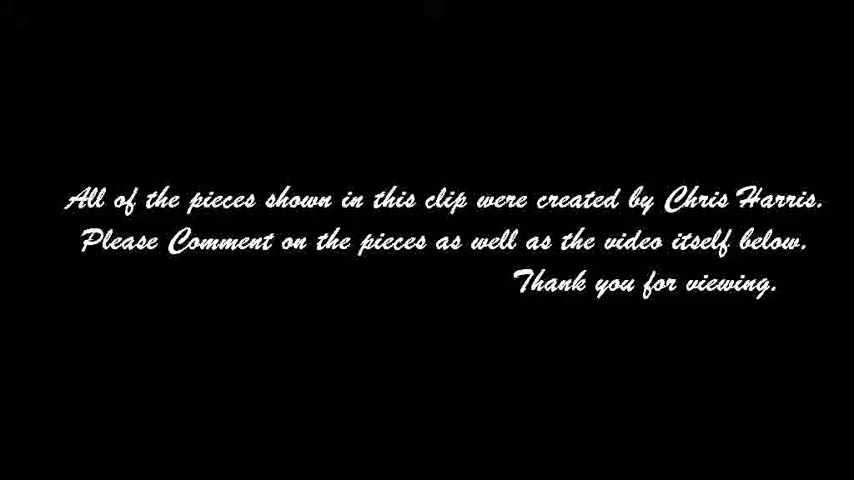 All of the pieces shown in this clip were created by Chris Harris.
Please Comment on the pieces as well as the video itself below.
Thank you for viewing.